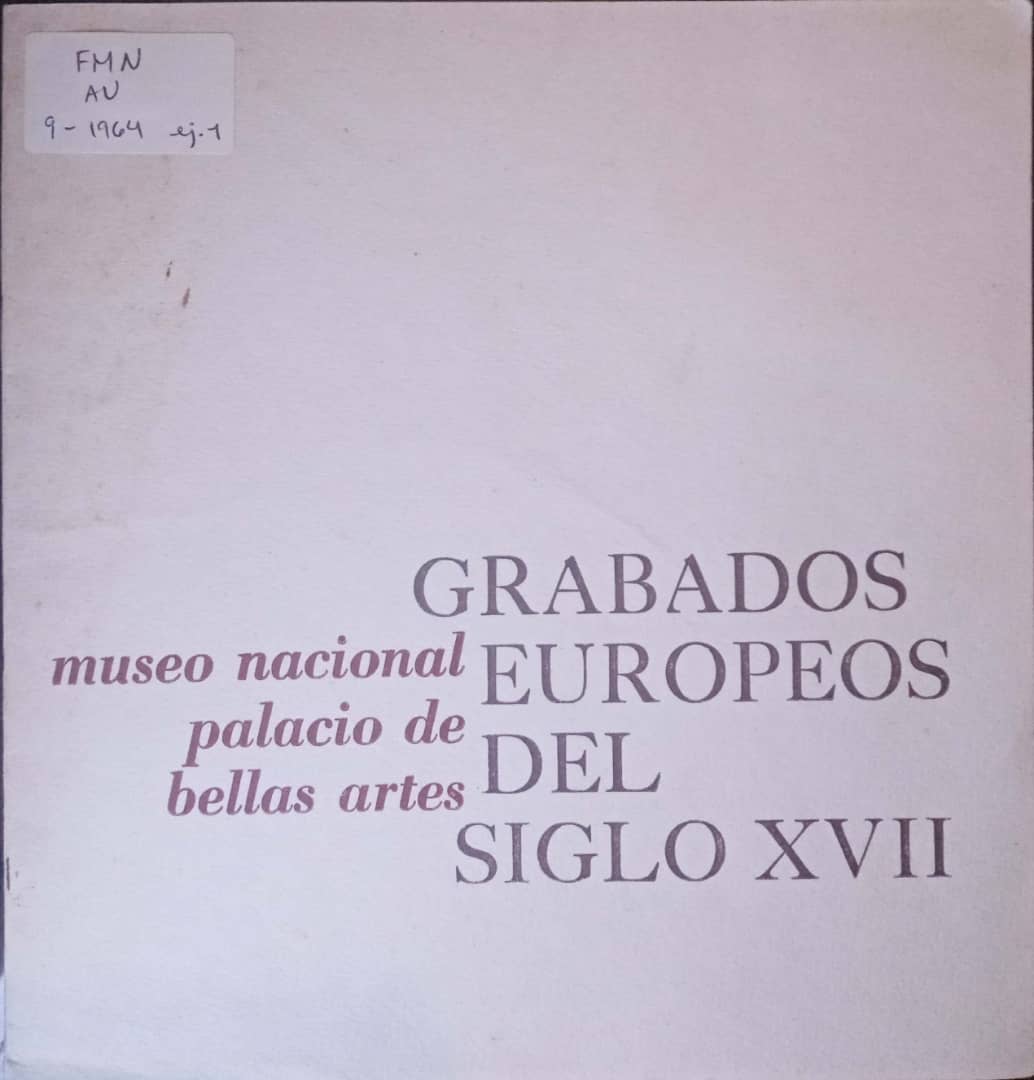 FMN
AU
9-1964 ej.1
GRABADOS
EUROPEOS
DEL
SIGLO XVII
museo nacional
palacio de
bellas artes